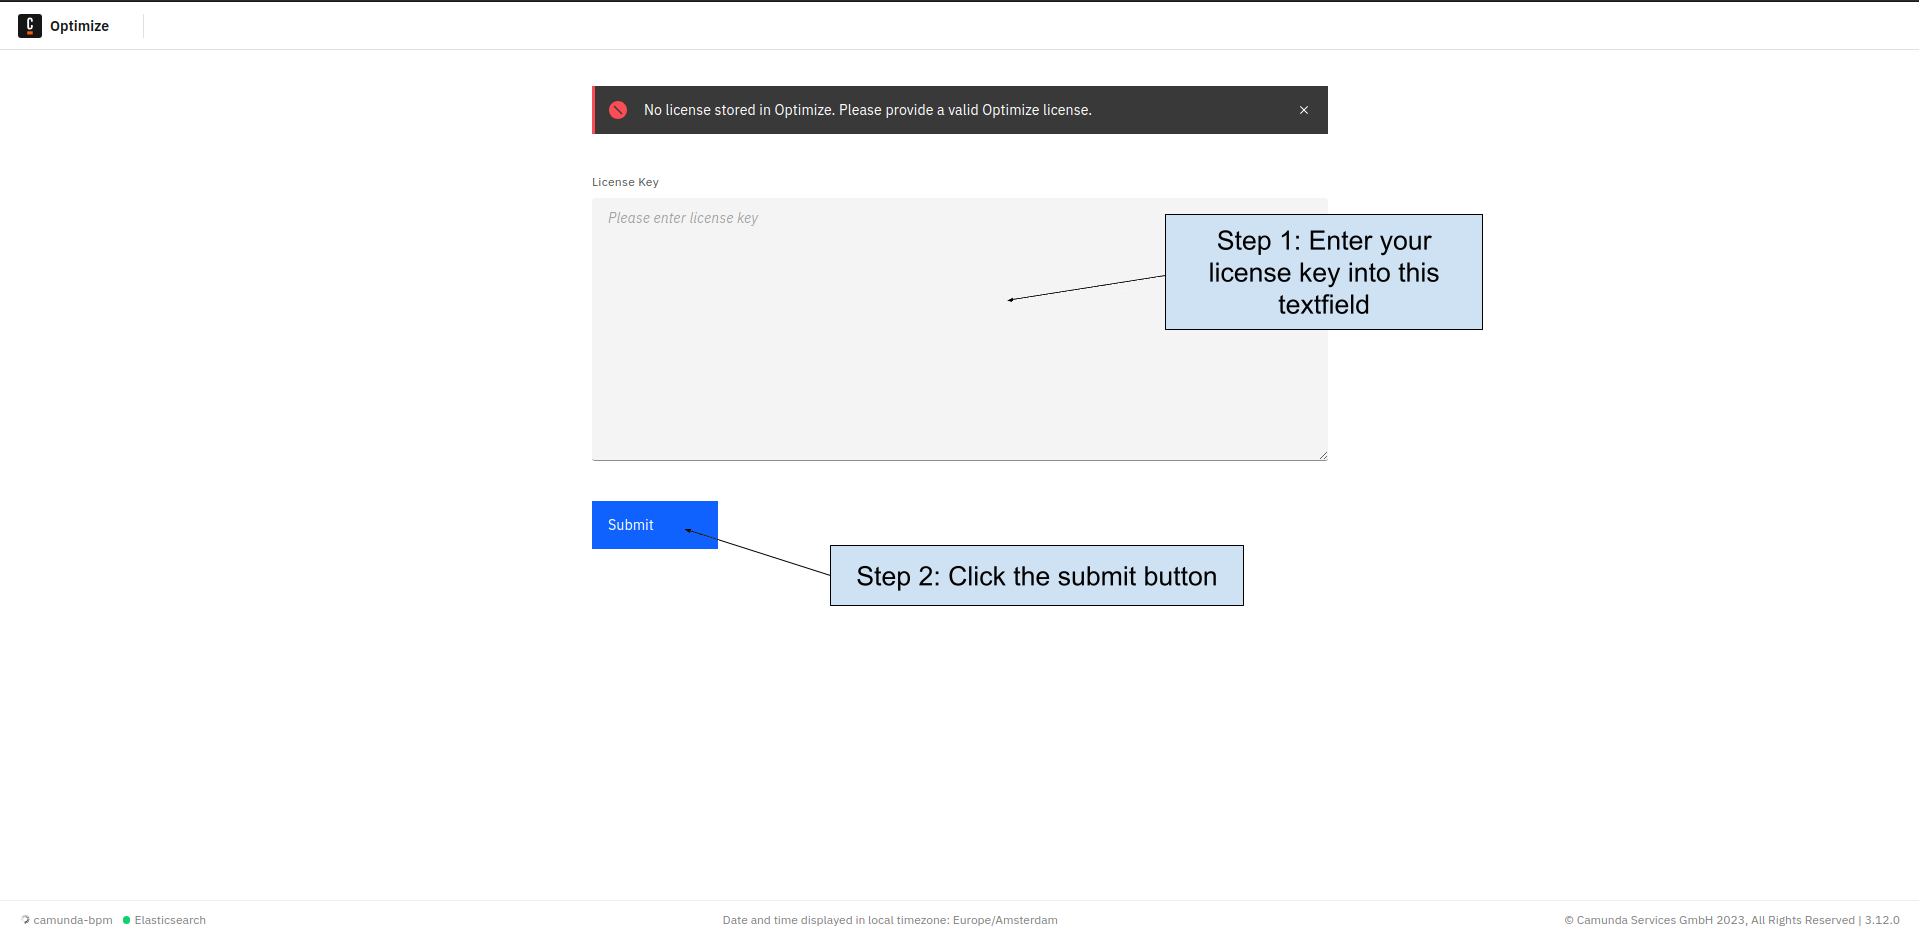 Optimize
No license stored in Optimize. Please provide a valid Optimize license.
License Key
Please enter license key
Step 1: Enter your
license key into this
textfield
Submit
Step 2: Click the submit button
camunda-bpm Elasticsearch
Date and time displayed in local timezone: Europe/Amsterdam
© Camunda Services GmbH 2023, All Rights Reserved | 3.12.0